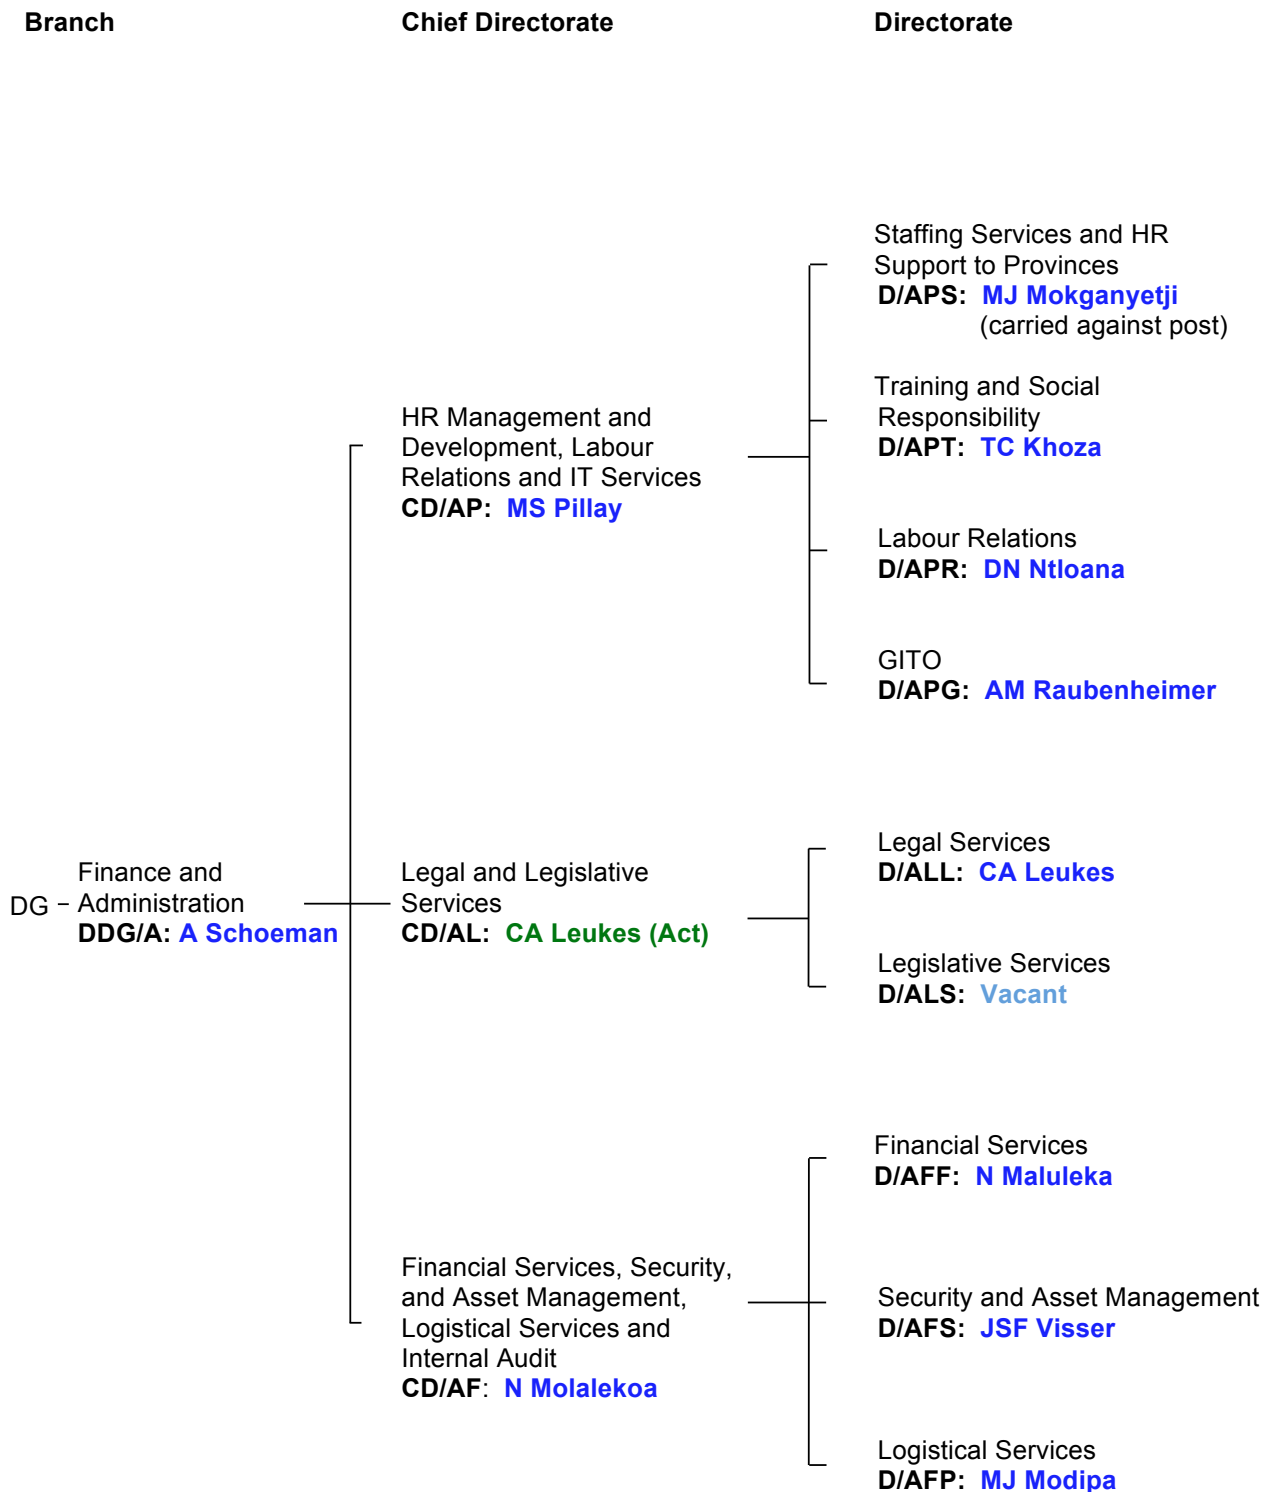 Branch
Chief Directorate
Directorate
Staffing Services and HR
Support to Provinces
D/APS: MJ Mokganyetji
(carried against post)
Training and Social
Responsibility
D/APT: TC Khoza
HR Management and
Development, Labour
Relations and IT Services
CD/AP: MS Pillay
Labour Relations
D/APR: DN Ntloana
GITO
D/APG: AM Raubenheimer
DG
Finance and
Administration
DDG/A: A Schoeman
Legal and Legislative
Services
CD/AL: CA Leukes (Act)
Legal Services
D/ALL: CA Leukes
Legislative Services
D/ALS: Vacant
Financial Services
D/AFF: N Maluleka
Financial Services, Security,
and Asset Management,
Logistical Services and
Internal Audit
CD/AF: N Molalekoa
Security and Asset Management
D/AFS: JSF Visser
Logistical Services
D/AFP: MJ Modipa